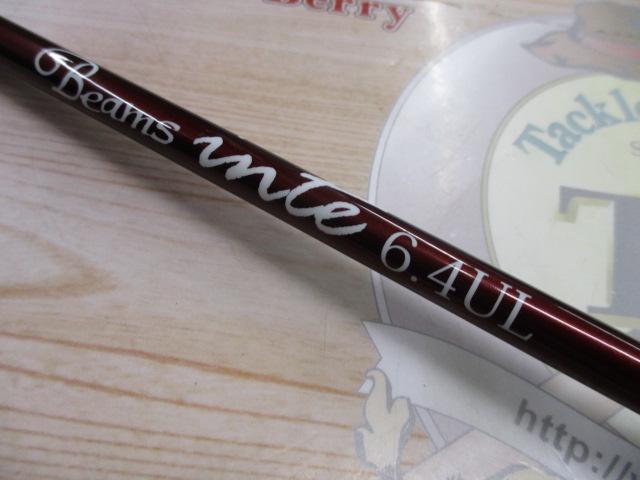 Berry
Beams inte 6.4UL
Tackle
http://